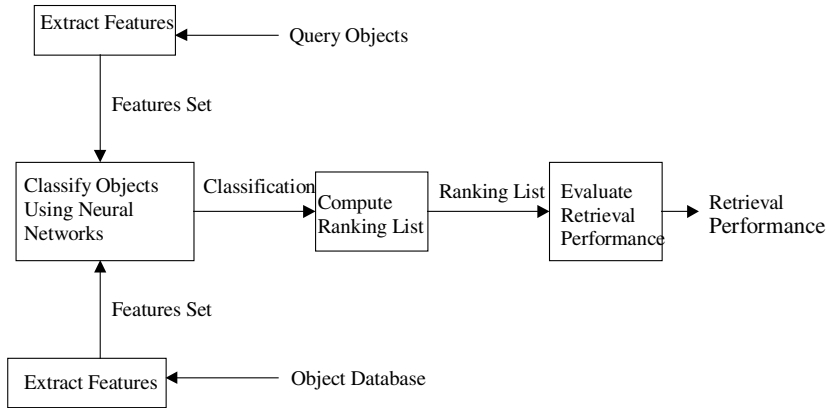 Extract Features
Query Objects
Features Set
Classify Objects
Using Neural
Networks
Classification
Compute
Ranking List
Ranking List
Evaluate
Retrieval
Performance
Retrieval
Performance
Features Set
Extract Features
Object Database